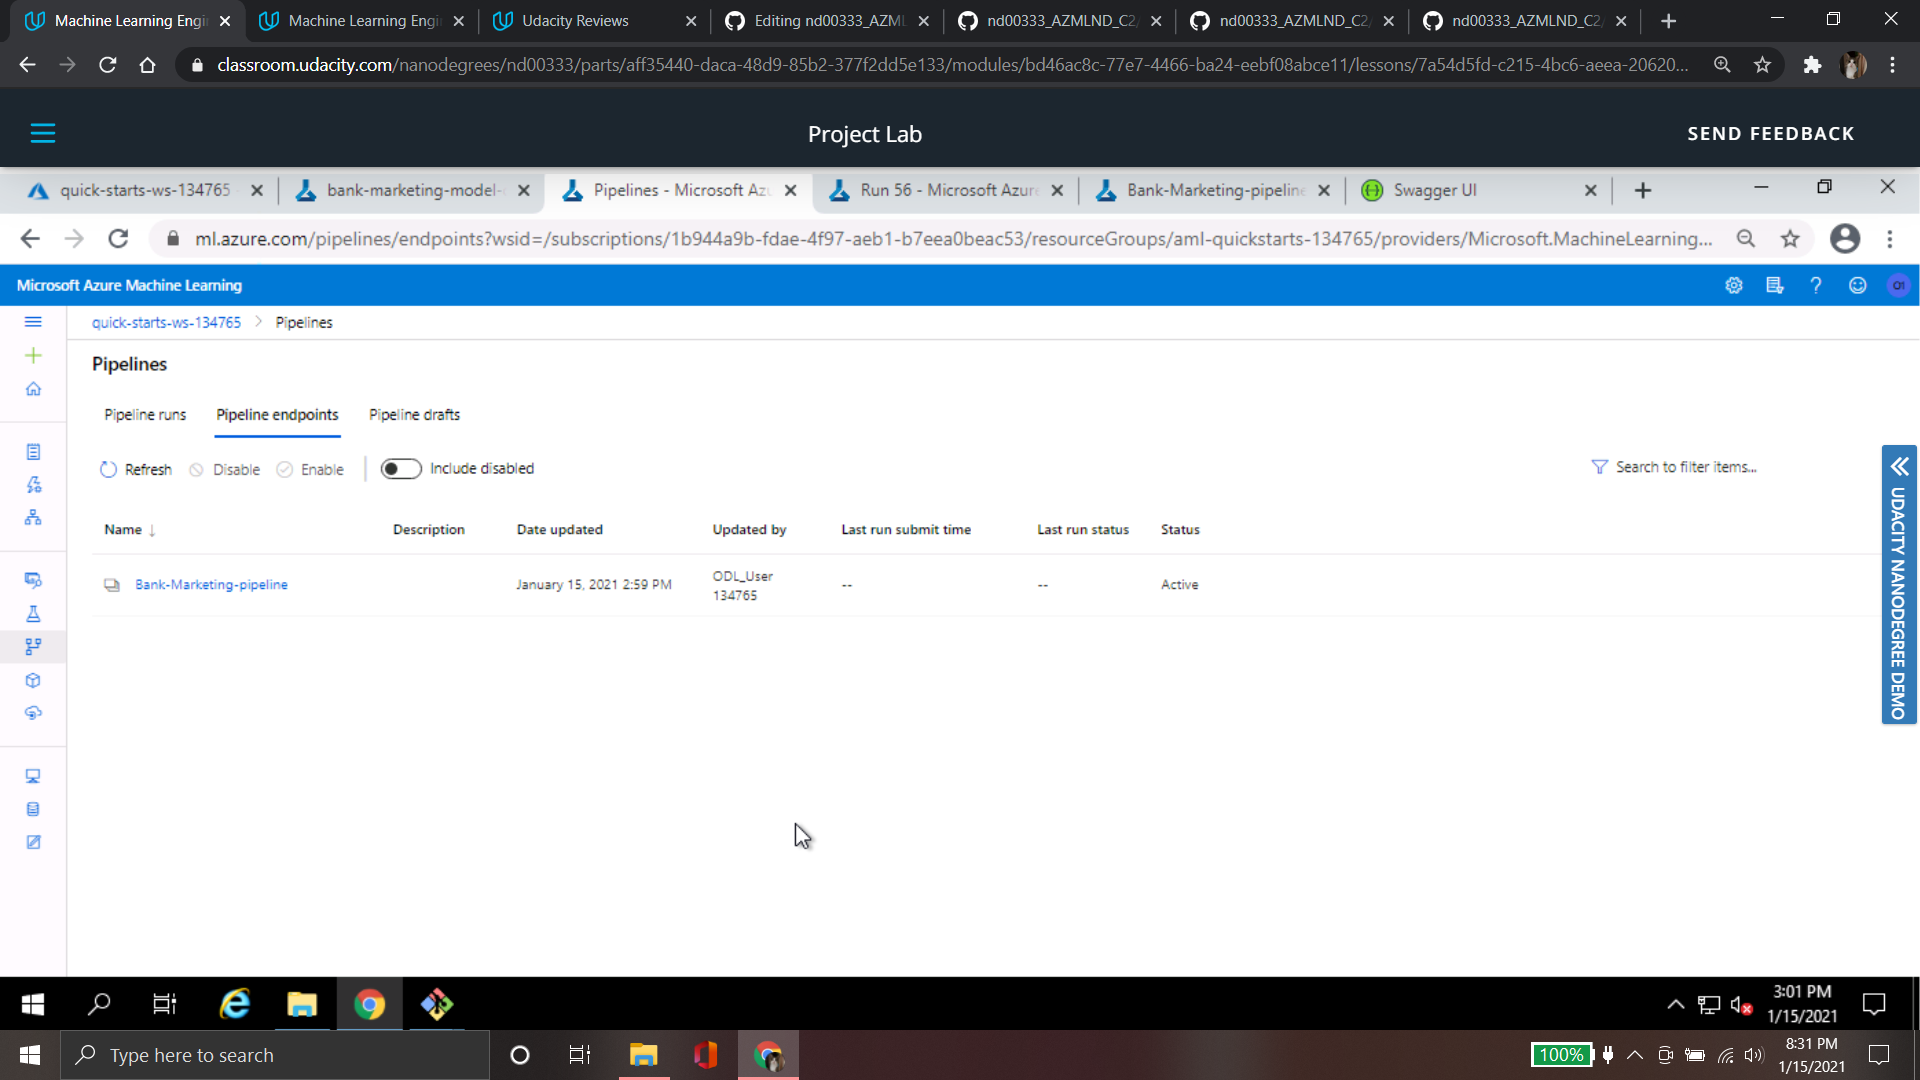 Machine Learning Engi
Machine Learning Engi
Udacity Reviews
Editing nd00333_AZML
nd00333_AZMLND_C2/
nd00333_AZMLND_C2/
nd00333_AZMLND_C2/
classroom.udacity.com/nanodegrees/nd00333/parts/aff35440-daca-48d9-85b2-377f2dd5e133/modules/bd46ac8c-77e7-4466-ba24-eebf08abce11/lessons/7a54d5fd-c215-4bc6-aeea-20620...
Project Lab
SEND FEEDBACK
quick-starts-ws-134765
bank-marketing-model-
Pipelines - Microsoft Azu
Run 56 - Microsoft Azure
Bank-Marketing-pipeline
Swagger UI
ml.azure.com/pipelines/endpoints?wsid=/subscriptions/1b944a9b-fdae-4f97-aeb1-b7eea0beac53/resourceGroups/aml-quickstarts-134765/providers/Microsoft.MachineLearning...
Microsoft Azure Machine Learning
O1
quick-starts-ws-134765 > Pipelines
Pipelines
Pipeline runs
Pipeline endpoints
Pipeline drafts
Refresh
Disable
Enable
Include disabled
Search to filter items...
Name ↓
Description
Date updated
Updated by
Last run submit time
Last run status
Status
Bank-Marketing-pipeline
January 15, 2021 2:59 PM
ODL_User
134765
--
--
Active
UDACITY NANODEGREE DEMO
3:01 PM
1/15/2021
Type here to search
100%
8:31 PM
1/15/2021